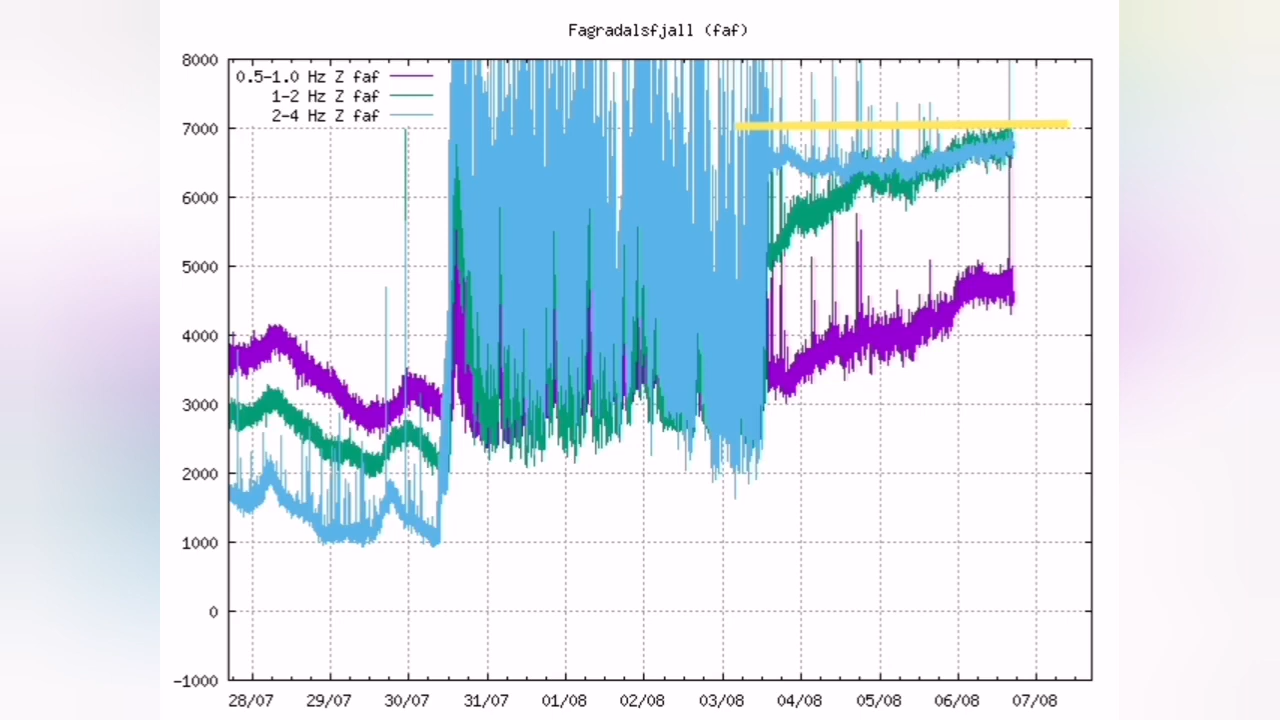 Fagradalsfjall (faf)
8000
0.5-1.0 Hz Z faf
1-2 Hz Z faf
2-4 Hz Z faf
7000
6000
5000
4000
3000
2000
1000
0
-1000
28/07 29/07 30/07 31/07 01/08 02/08 03/08 04/08 05/08 06/08 07/08